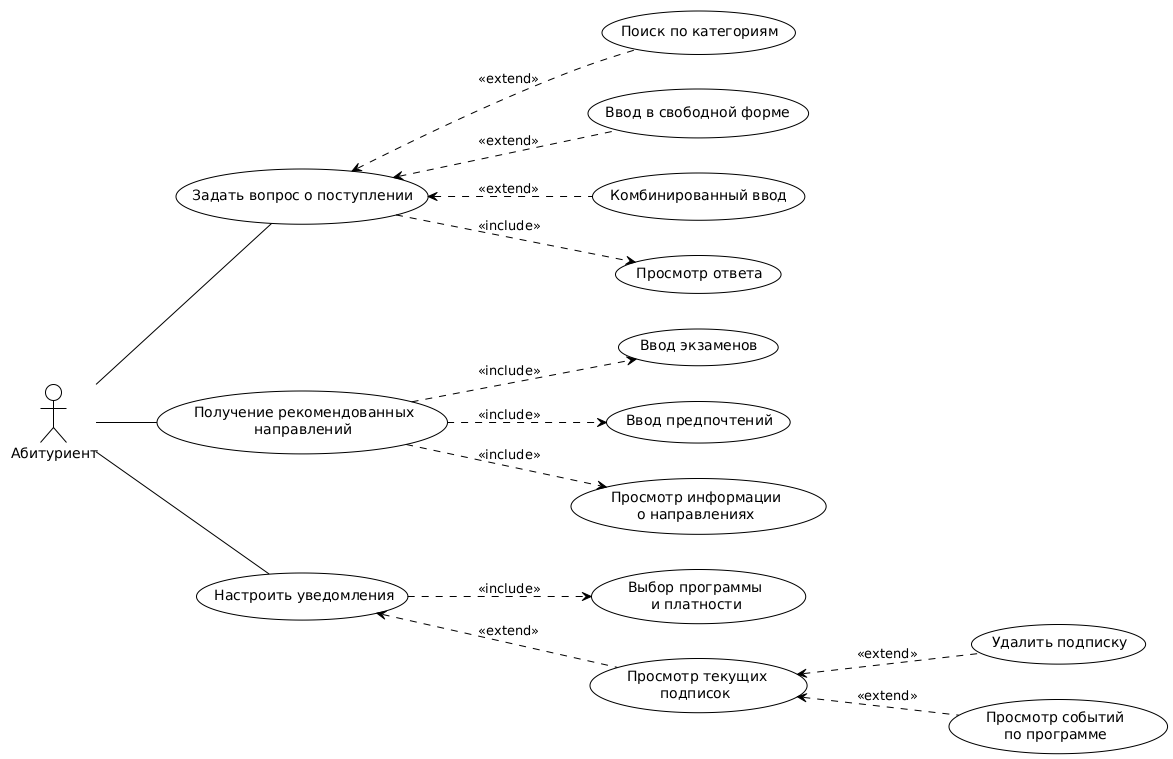 Поиск по категориям
«extend»
Ввод в свободной форме
«extend»
Задать вопрос о поступлении
«extend»
Комбинированный ввод
«include»
Просмотр ответа
Ввод экзаменов
«include»
Абитуриент
Получение рекомендованных
направлений
«include»
Ввод предпочтений
«include»
Просмотр информации
о направлениях
Настроить уведомления
«include»
Выбор программы
и платности
«extend»
Просмотр текущих
подписок
«extend»
Удалить подписку
«extend»
Просмотр событий
по программе